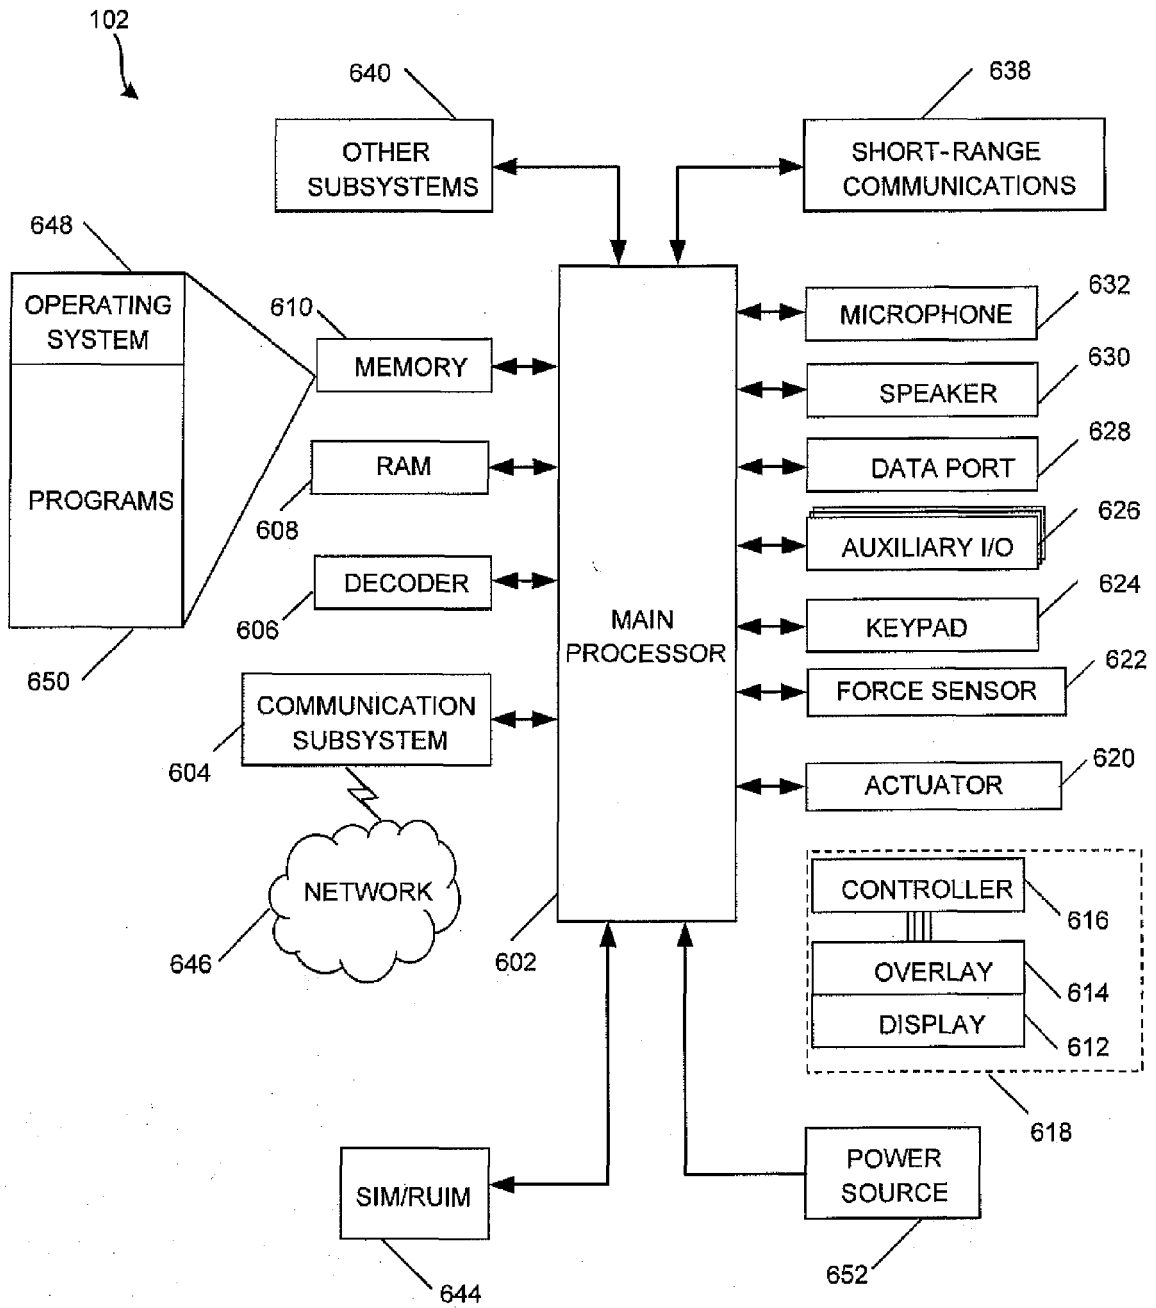 102
640
638
OTHER
SUBSYSTEMS
SHORT-RANGE
COMMUNICATIONS
648
OPERATING
SYSTEM
PROGRAMS
650
610
MEMORY
RAM
608
DECODER
606
COMMUNICATION
SUBSYSTEM
604
NETWORK
646
MAIN
PROCESSOR
602
632
MICROPHONE
630
SPEAKER
628
DATA PORT
626
AUXILIARY I/O
624
KEYPAD
622
FORCE SENSOR
620
ACTUATOR
CONTROLLER
616
OVERLAY
614
DISPLAY
612
618
SIM/RUIM
644
POWER
SOURCE
652